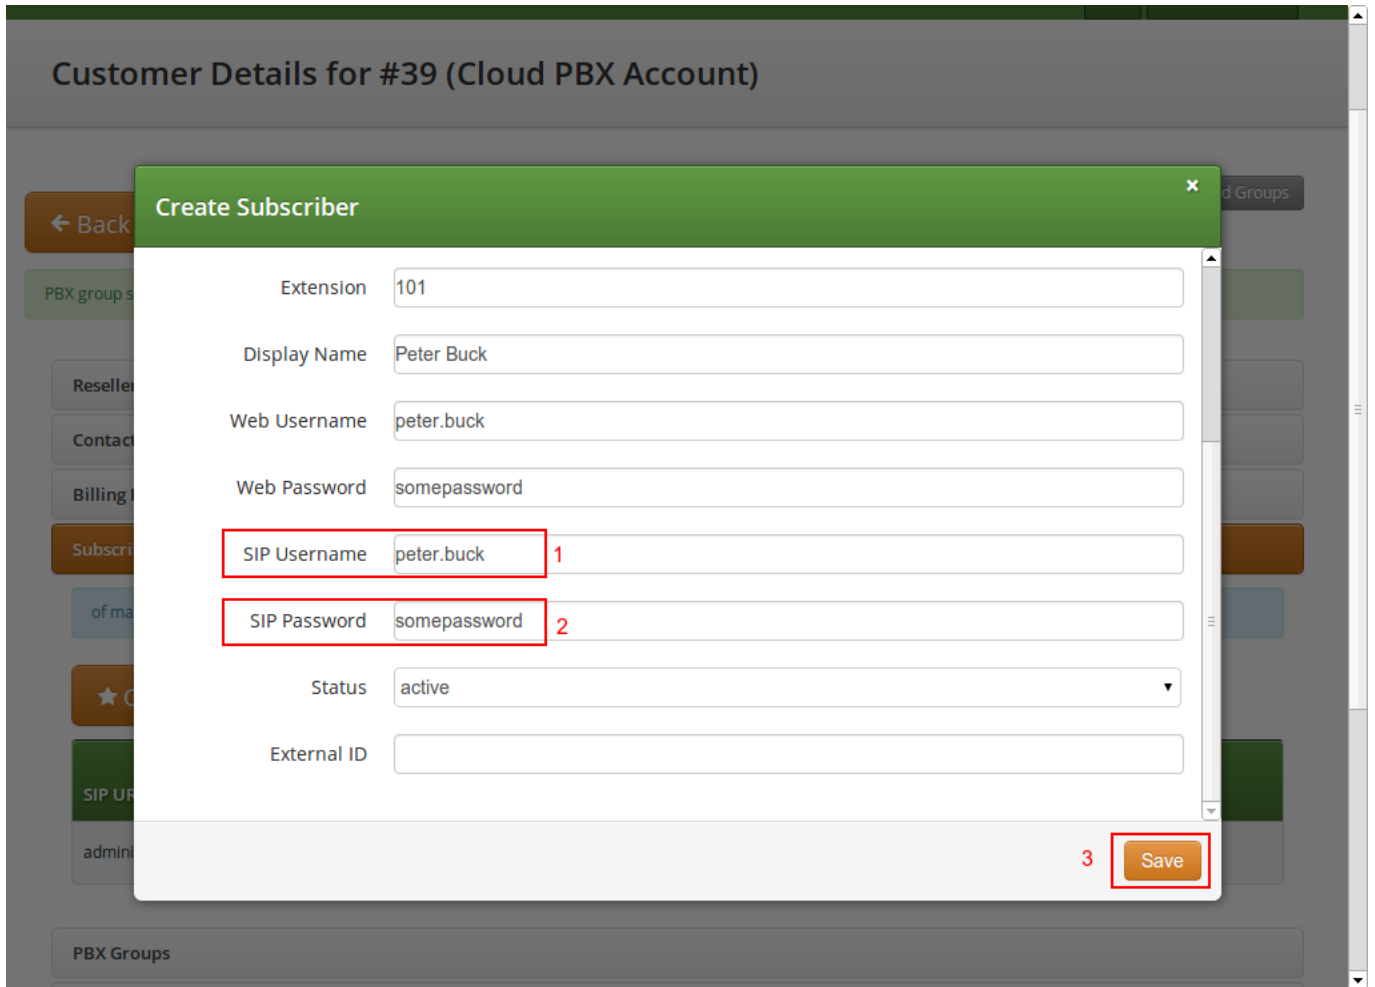 Customer Details for #39 (Cloud PBX Account)
d Groups
Back
Create Subscriber
×
PBX group s
Extension 101
Display Name Peter Buck
Reseller
Web Username peter.buck
Contact
Web Password somepassword
Billing
SIP Username peter.buck 1
Subscri
SIP Password somepassword 2
of ma
Status active
External ID
SIP UR
admini
3 Save
PBX Groups